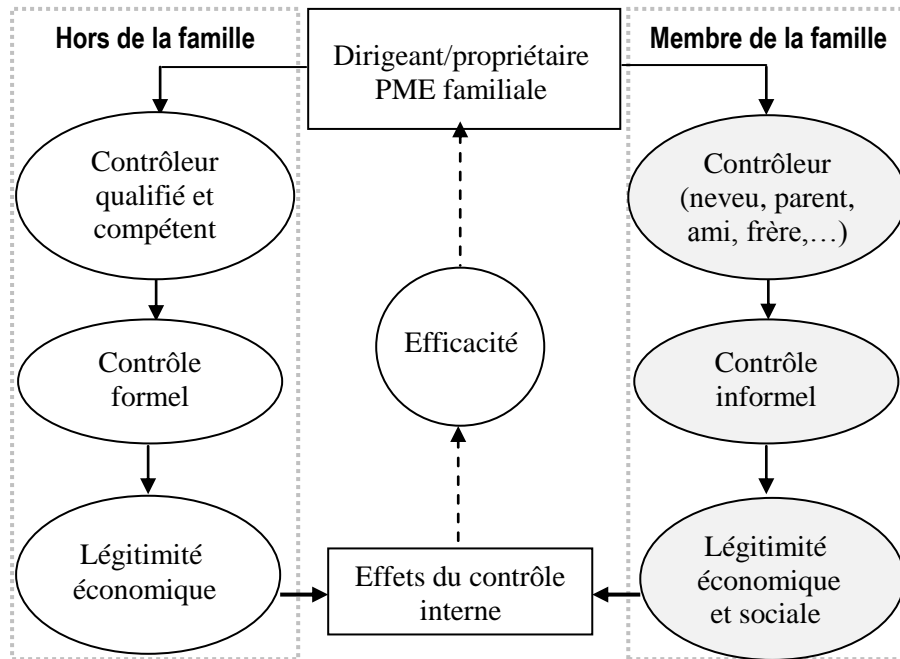 Hors de la famille
Dirigeant/propriétaire
PME familiale
Membre de la famille
Contrôleur
qualifié et
compétent
Contrôleur
(neveu, parent,
ami, frère,…)
Efficacité
Contrôle
formel
Contrôle
informel
Légitimité
économique
Effets du contrôle
interne
Légitimité
économique
et sociale